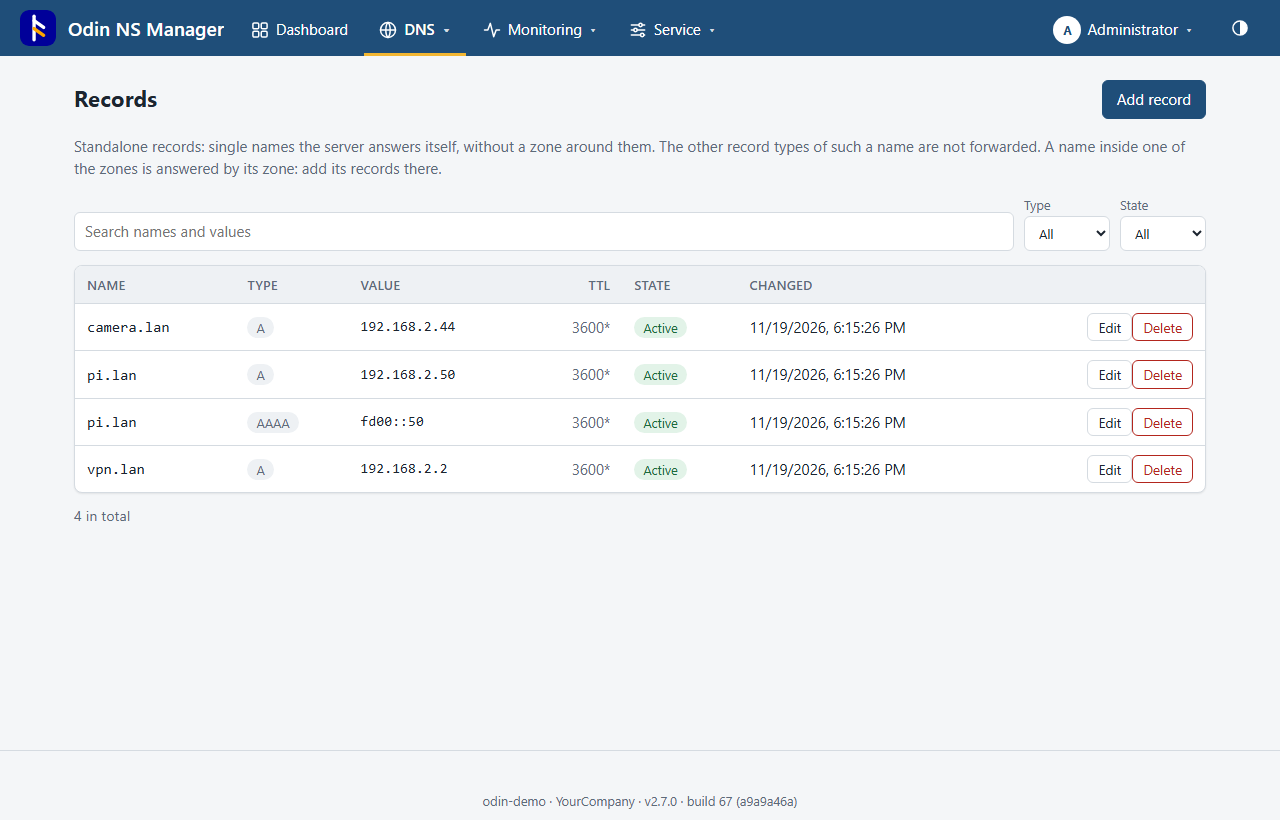 Odin NS Manager Dashboard DNS Monitoring Service A Administrator
Records Add record
Standalone records: single names the server answers itself, without a zone around them. The other record types of such a name are not forwarded. A name inside one of
the zones is answered by its zone: add its records there.
Type State
Search names and values All All
NAME TYPE VALUE TTL STATE CHANGED
camera.lan A 192.168.2.44 3600* Active 11/19/2026, 6:15:26 PM Edit Delete
pi.lan A 192.168.2.50 3600* Active 11/19/2026, 6:15:26 PM Edit Delete
pi.lan AAAA fd00::50 3600* Active 11/19/2026, 6:15:26 PM Edit Delete
vpn.lan A 192.168.2.2 3600* Active 11/19/2026, 6:15:26 PM Edit Delete
4 in total
odin-demo · YourCompany · v2.7.0 · build 67 (a9a9a46a)